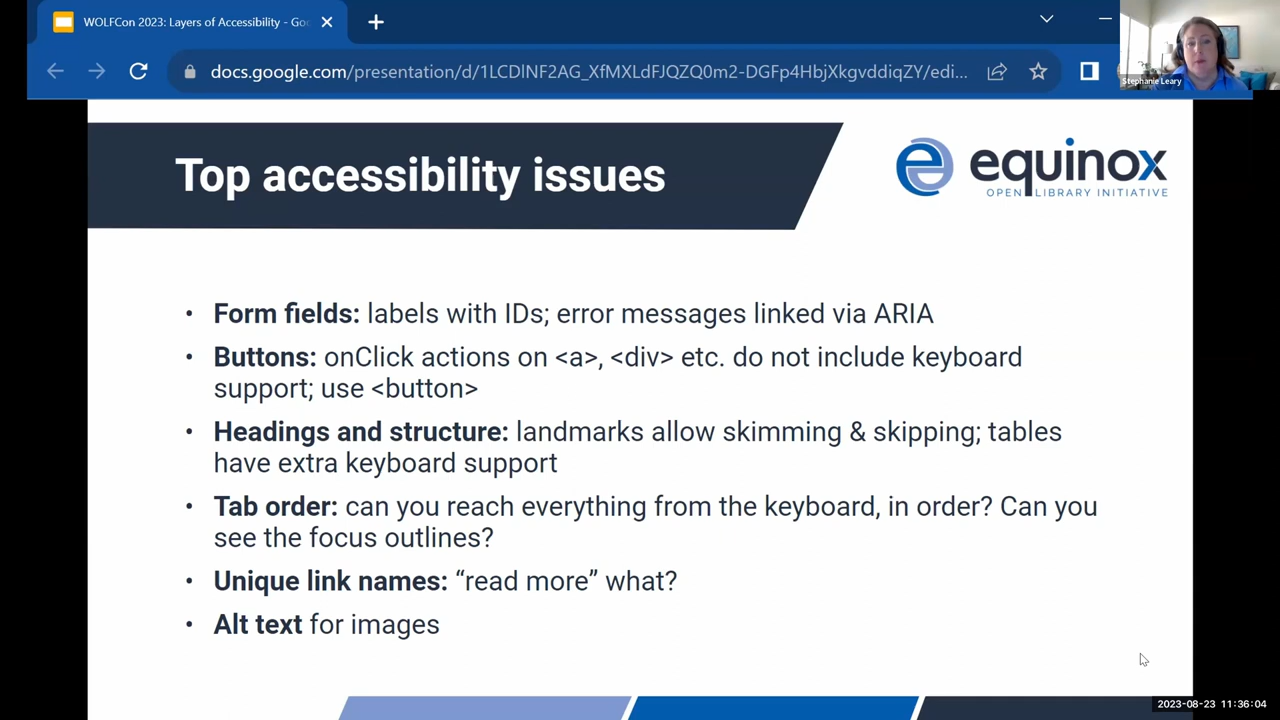 WOLFCon 2023: Layers of Accessibility - Go
docs.google.com/presentation/d/1LCDlNF2AG_XfMXLdFJQZQ0m2-DGFp4HbjXkgvddiqZY/edi...
Stephanie Leary
Top accessibility issues
equinox
OPEN LIBRARY INITIATIVE
• Form fields: labels with IDs; error messages linked via ARIA
• Buttons: onClick actions on <a>, <div> etc. do not include keyboard
support; use <button>
• Headings and structure: landmarks allow skimming & skipping; tables
have extra keyboard support
• Tab order: can you reach everything from the keyboard, in order? Can you
see the focus outlines?
• Unique link names: “read more” what?
• Alt text for images
2023-08-23 11:36:04